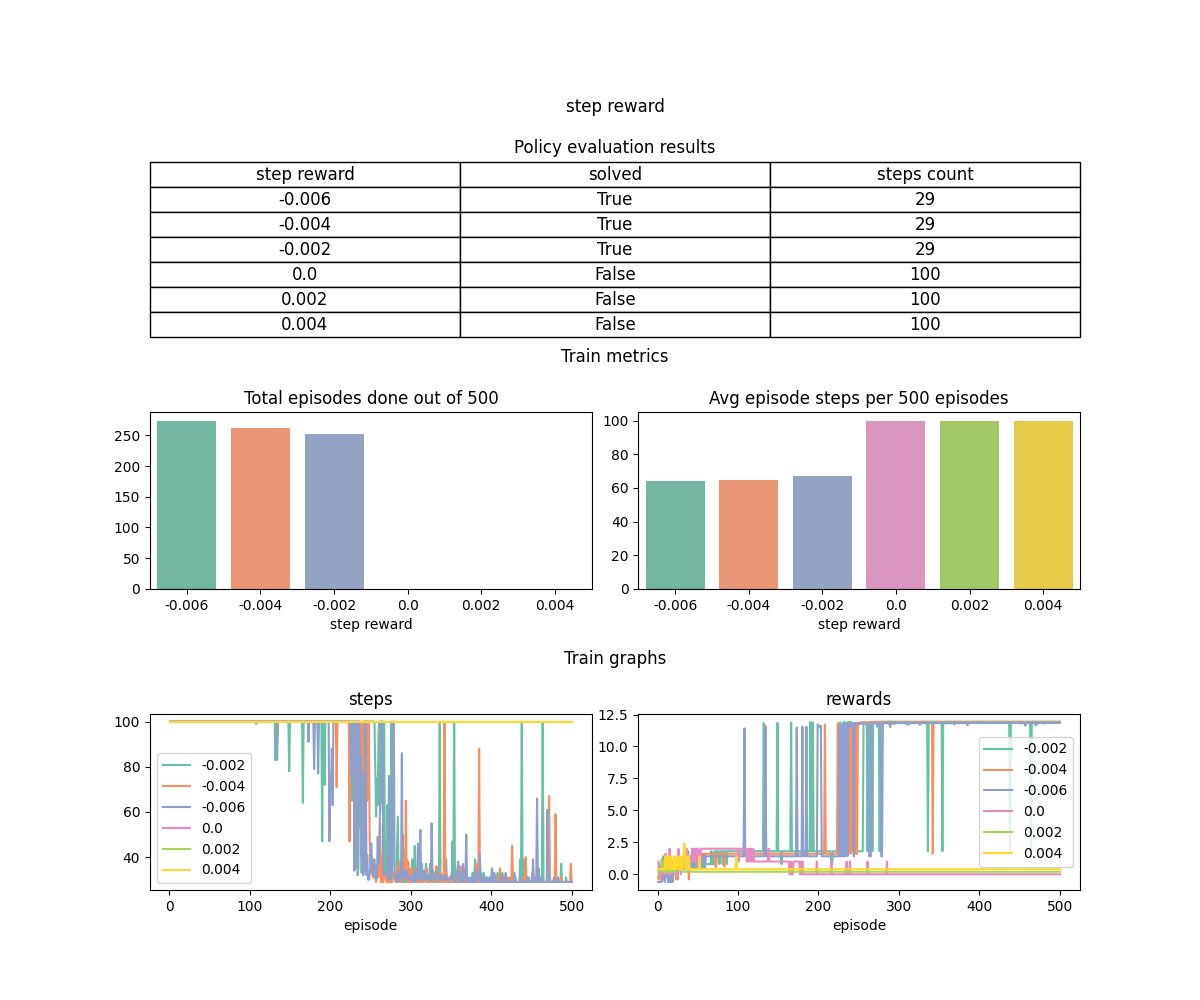 step reward
Policy evaluation results
step reward solved steps count
-0.006 True 29
-0.004 True 29
-0.002 True 29
0.0 False 100
0.002 False 100
0.004 False 100
Train metrics
Total episodes done out of 500
250
200
150
100
50
0
-0.006 -0.004 -0.002 0.0 0.002 0.004
step reward
Avg episode steps per 500 episodes
100
80
60
40
20
0
-0.006 -0.004 -0.002 0.0 0.002 0.004
step reward
Train graphs
steps
100
80
60
40
-0.002
-0.004
-0.006
0.0
0.002
0.004
0 100 200 300 400 500
episode
rewards
12.5
10.0
7.5
5.0
2.5
0.0
-0.002
-0.004
-0.006
0.0
0.002
0.004
0 100 200 300 400 500
episode